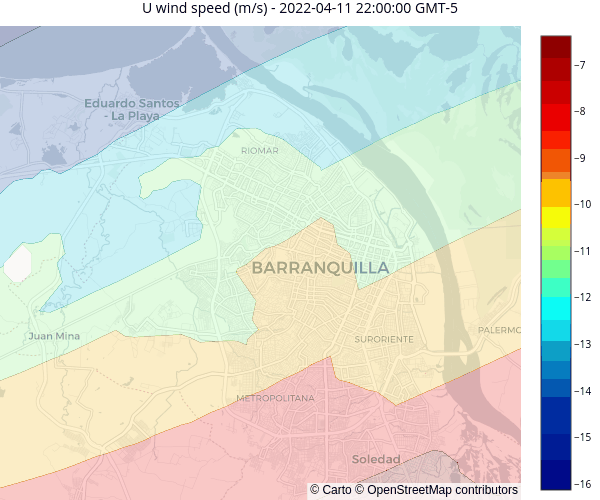 U wind speed (m/s) - 2022-04-11 22:00:00 GMT-5
Eduardo Santos
- La Playa
RIOMAR
BARRANQUILLA
Juan Mina
SURORIENTE
PALERMO
METROPOLITANA
Soledad
© Carto © OpenStreetMap contributors
−7
−8
−9
−10
−11
−12
−13
−14
−15
−16